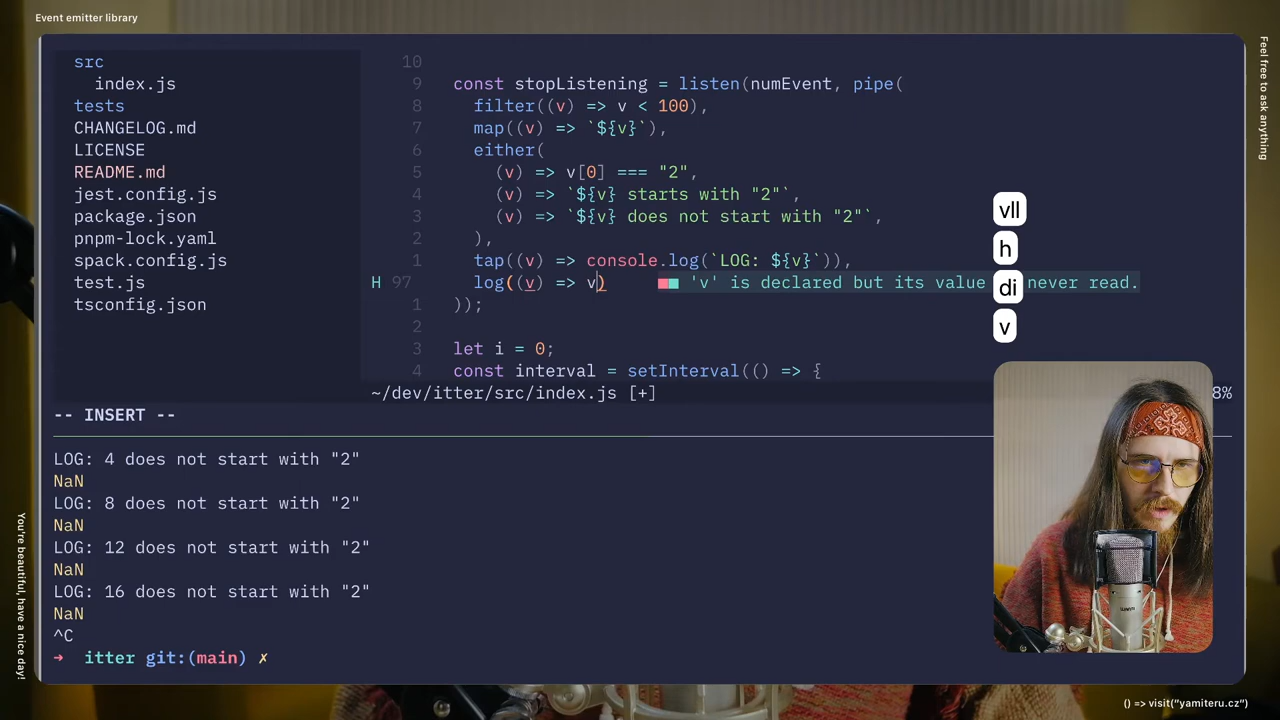 Event emitter library
Feel free to ask anything
src
index.js
tests
CHANGELOG.md
LICENSE
README.md
jest.config.js
package.json
pnpm-lock.yaml
spack.config.js
test.js
tsconfig.json
10
9 const stopListening = listen(numEvent, pipe(
8 filter((v) => v < 100),
7 map((v) => `${v}`),
6 either(
5 (v) => v[0] === "2",
4 (v) => `${v} starts with "2"`,
3 (v) => `${v} does not start with "2"`,
2 ),
1 tap((v) => console.log(`LOG: ${v}`)),
H 97 log((v) => v) 'v' is declared but its value never read.
1 ));
2
3 let i = 0;
4 const interval = setInterval(() => {
~/dev/itter/src/index.js [+] 8%
-- INSERT --
vll
h
di
v
LOG: 4 does not start with "2"
NaN
LOG: 8 does not start with "2"
NaN
LOG: 12 does not start with "2"
NaN
LOG: 16 does not start with "2"
NaN
^C
➜ itter git:(main) ✗
You're beautiful, have a nice day!
() => visit("yamiteru.cz")